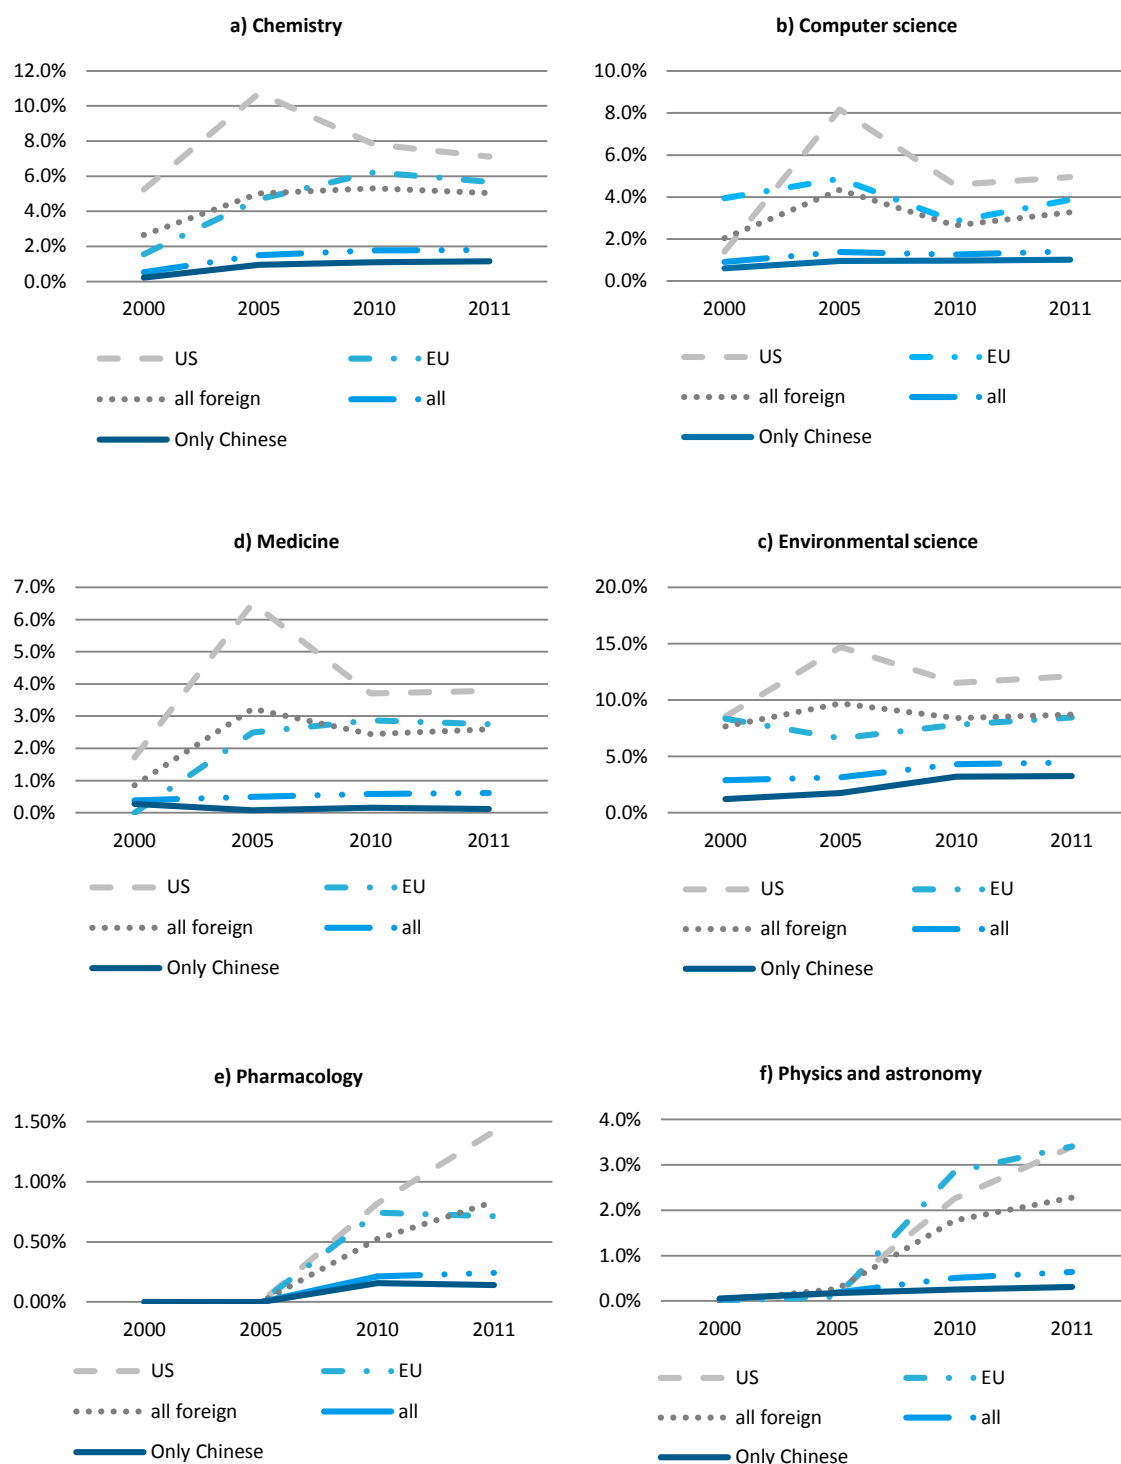 a) Chemistry
12.0%
10.0%
8.0%
6.0%
4.0%
2.0%
0.0%
2000 2005 2010 2011
US EU
all foreign all
Only Chinese
b) Computer science
10.0%
8.0%
6.0%
4.0%
2.0%
0.0%
2000 2005 2010 2011
US EU
all foreign all
Only Chinese
d) Medicine
7.0%
6.0%
5.0%
4.0%
3.0%
2.0%
1.0%
0.0%
2000 2005 2010 2011
US EU
all foreign all
Only Chinese
c) Environmental science
20.0%
15.0%
10.0%
5.0%
0.0%
2000 2005 2010 2011
US EU
all foreign all
Only Chinese
e) Pharmacology
1.50%
1.00%
0.50%
0.00%
2000 2005 2010 2011
US EU
all foreign all
Only Chinese
f) Physics and astronomy
4.0%
3.0%
2.0%
1.0%
0.0%
2000 2005 2010 2011
US EU
all foreign all
Only Chinese